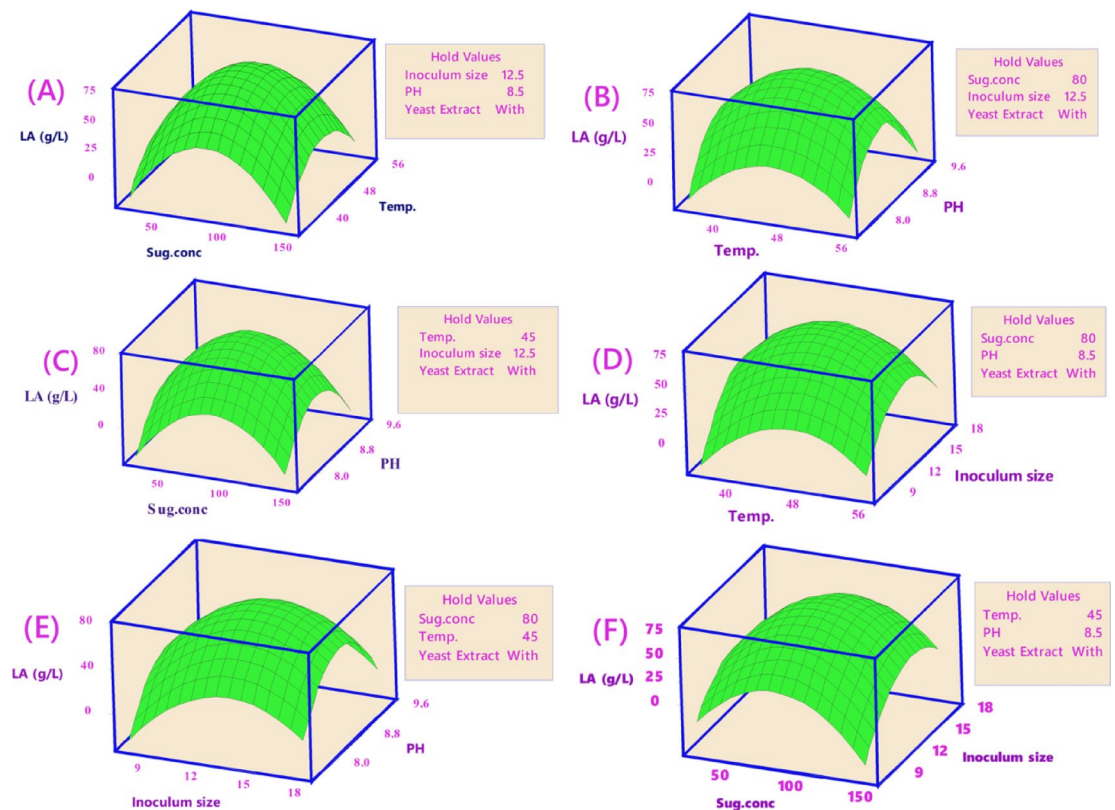 (A)
Hold Values
Inoculum size 12.5
PH 8.5
Yeast Extract With
75
50
25
0
LA (g/L)
50
100
150
Sug.conc
40
48
56
Temp.
(B)
Hold Values
Sug.conc 80
Inoculum size 12.5
Yeast Extract With
75
50
25
0
LA (g/L)
40
48
56
Temp.
8.0
8.8
9.6
PH
(C)
Hold Values
Temp. 45
Inoculum size 12.5
Yeast Extract With
80
40
0
LA (g/L)
50
100
150
Sug.conc
8.0
8.8
9.6
PH
(D)
Hold Values
Sug.conc 80
PH 8.5
Yeast Extract With
75
50
25
0
LA (g/L)
40
48
56
Temp.
9
12
15
18
Inoculum size
(E)
Hold Values
Sug.conc 80
Temp. 45
Yeast Extract With
80
40
0
LA (g/L)
9
12
15
18
Inoculum size
8.0
8.8
9.6
PH
(F)
Hold Values
Temp. 45
PH 8.5
Yeast Extract With
75
50
25
0
LA (g/L)
50
100
150
Sug.conc
9
12
15
18
Inoculum size